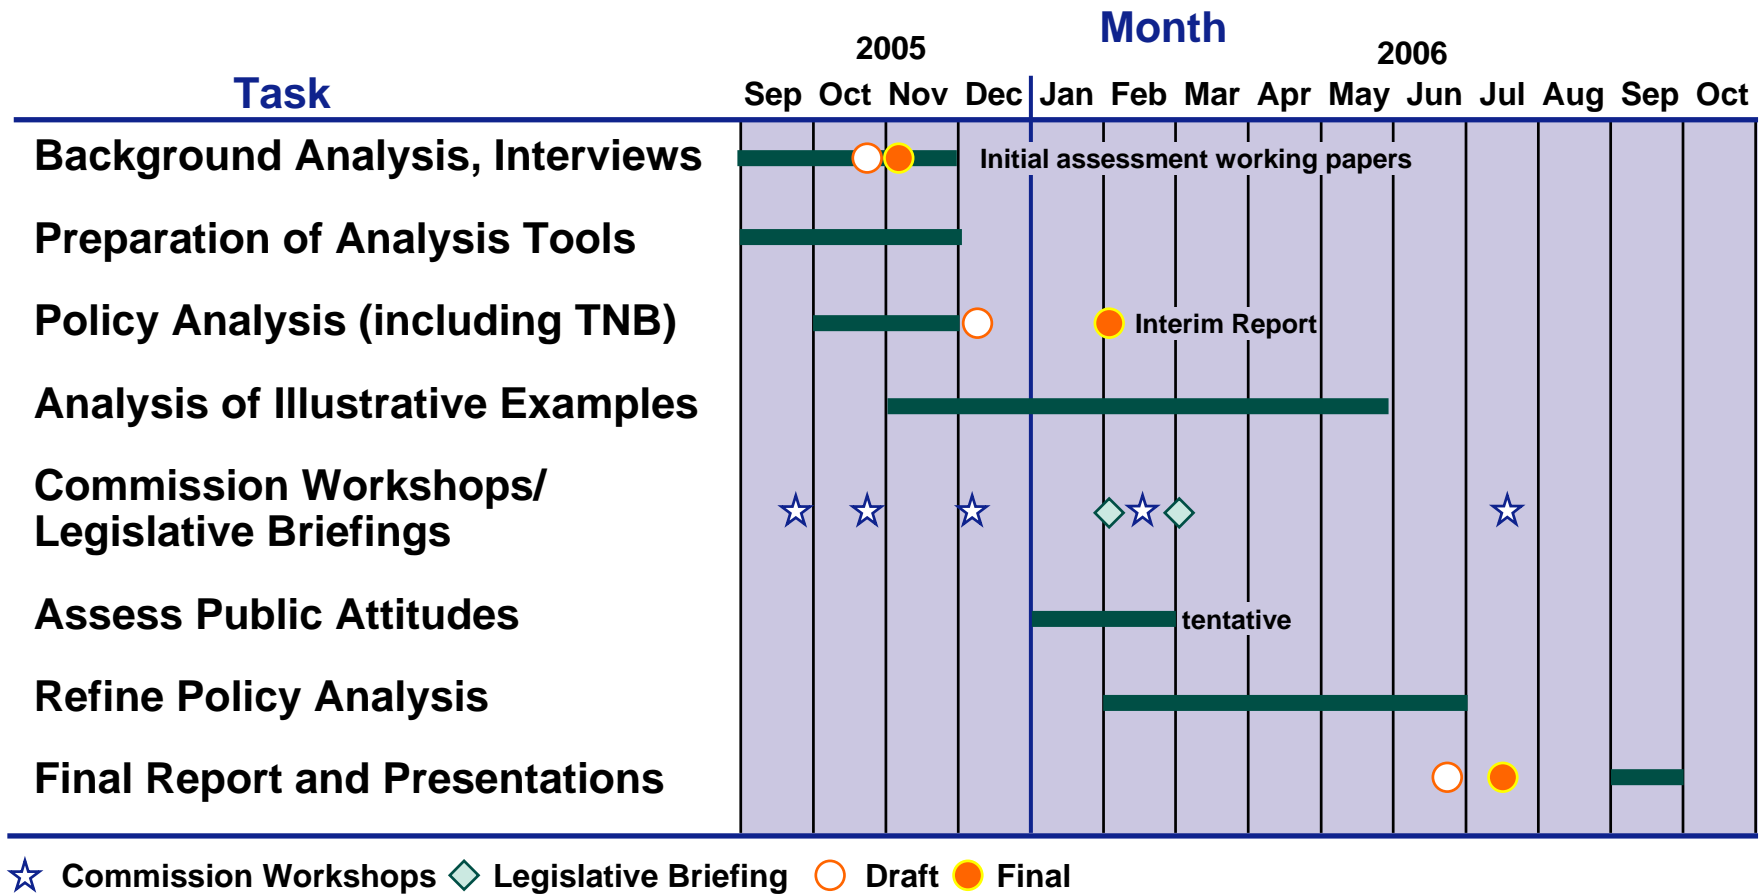 Month
2005 2006
Task
Sep Oct Nov Dec Jan Feb Mar Apr May Jun Jul Aug Sep Oct
Background Analysis, Interviews
Initial assessment working papers
Preparation of Analysis Tools
Policy Analysis (including TNB)
Interim Report
Analysis of Illustrative Examples
Commission Workshops/
Legislative Briefings
Assess Public Attitudes
tentative
Refine Policy Analysis
Final Report and Presentations
Commission Workshops Legislative Briefing Draft Final